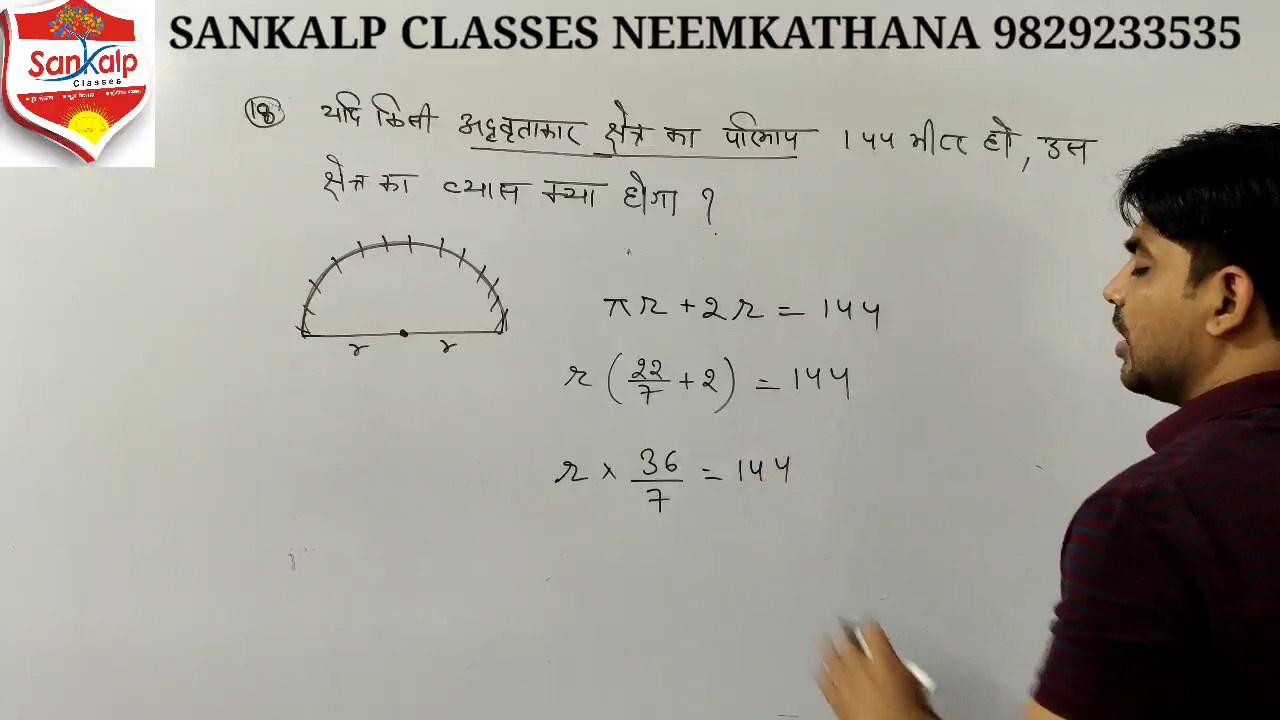 SANKALP CLASSES NEEMKATHANA 9829233535
Sankalp
Classes
18 यदि किसी अर्द्धवृताकार क्षेत्र का परिमाप 144 मीटर हो, उस
क्षेत्र का व्यास क्या होगा ?
r r
πr + 2r = 144
r (22/7 + 2) = 144
r × 36/7 = 144